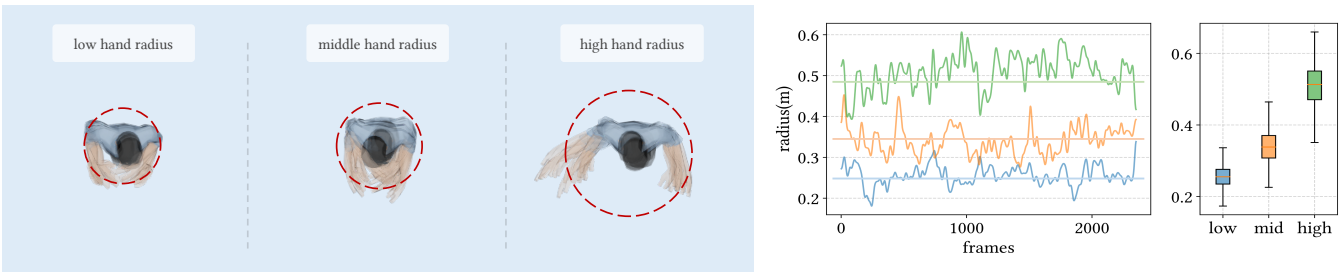 low hand radius
middle hand radius
high hand radius
radius(m)
0.6
0.5
0.4
0.3
0.2
0 1000 2000
frames
0.6
0.4
0.2
low mid high